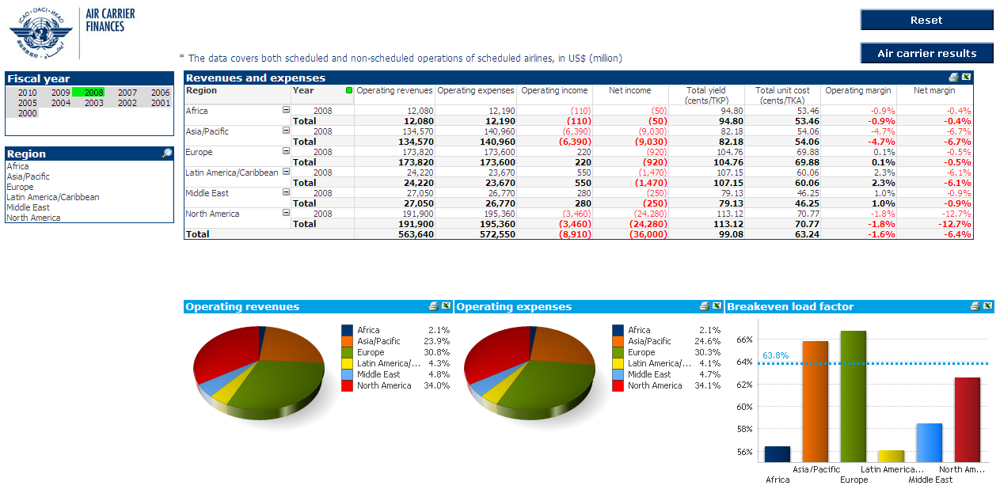 ICAO · OACI · ИКАО
AIR CARRIER
FINANCES
Reset
Air carrier results
* The data covers both scheduled and non-scheduled operations of scheduled airlines, in US$ (million)
Fiscal year
2010 2009 2008 2007 2006
2005 2004 2003 2002 2001
2000
Region
Africa
Asia/Pacific
Europe
Latin America/Caribbean
Middle East
North America
Revenues and expenses
Region Year Operating revenues Operating expenses Operating income Net income Total yield (cents/TKP) Total unit cost (cents/TKA) Operating margin Net margin
Africa 2008 12,080 12,190 (110) (50) 94.80 53.46 -0.9% -0.4%
Total 12,080 12,190 (110) (50) 94.80 53.46 -0.9% -0.4%
Asia/Pacific 2008 134,570 140,960 (6,390) (9,030) 82.18 54.06 -4.7% -6.7%
Total 134,570 140,960 (6,390) (9,030) 82.18 54.06 -4.7% -6.7%
Europe 2008 173,820 173,600 220 (920) 104.76 69.88 0.1% -0.5%
Total 173,820 173,600 220 (920) 104.76 69.88 0.1% -0.5%
Latin America/Caribbean 2008 24,220 23,670 550 (1,470) 107.15 60.06 2.3% -6.1%
Total 24,220 23,670 550 (1,470) 107.15 60.06 2.3% -6.1%
Middle East 2008 27,050 26,770 280 (250) 79.13 46.25 1.0% -0.9%
Total 27,050 26,770 280 (250) 79.13 46.25 1.0% -0.9%
North America 2008 191,900 195,360 (3,460) (24,280) 113.12 70.77 -1.8% -12.7%
Total 191,900 195,360 (3,460) (24,280) 113.12 70.77 -1.8% -12.7%
Total 563,640 572,550 (8,910) (36,000) 99.08 63.24 -1.6% -6.4%
Operating revenues
Africa 2.1%
Asia/Pacific 23.9%
Europe 30.8%
Latin America/... 4.3%
Middle East 4.8%
North America 34.0%
Operating expenses
Africa 2.1%
Asia/Pacific 24.6%
Europe 30.3%
Latin America/... 4.1%
Middle East 4.7%
North America 34.1%
Breakeven load factor
66%
63.8%
64%
62%
60%
58%
56%
Asia/Pacific Latin America... North Am...
Africa Europe Middle East